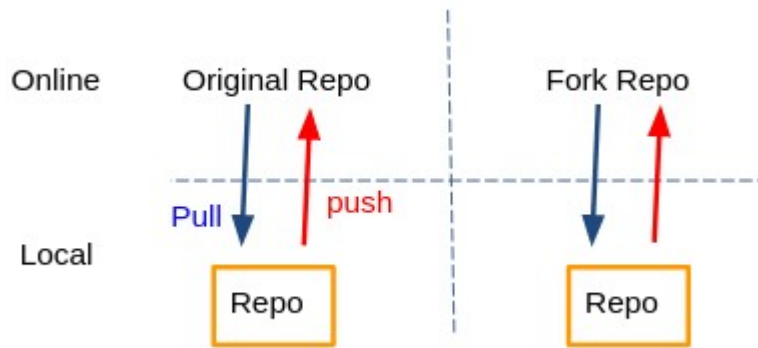 Online
Original Repo
Fork Repo
Pull
push
Local
Repo
Repo